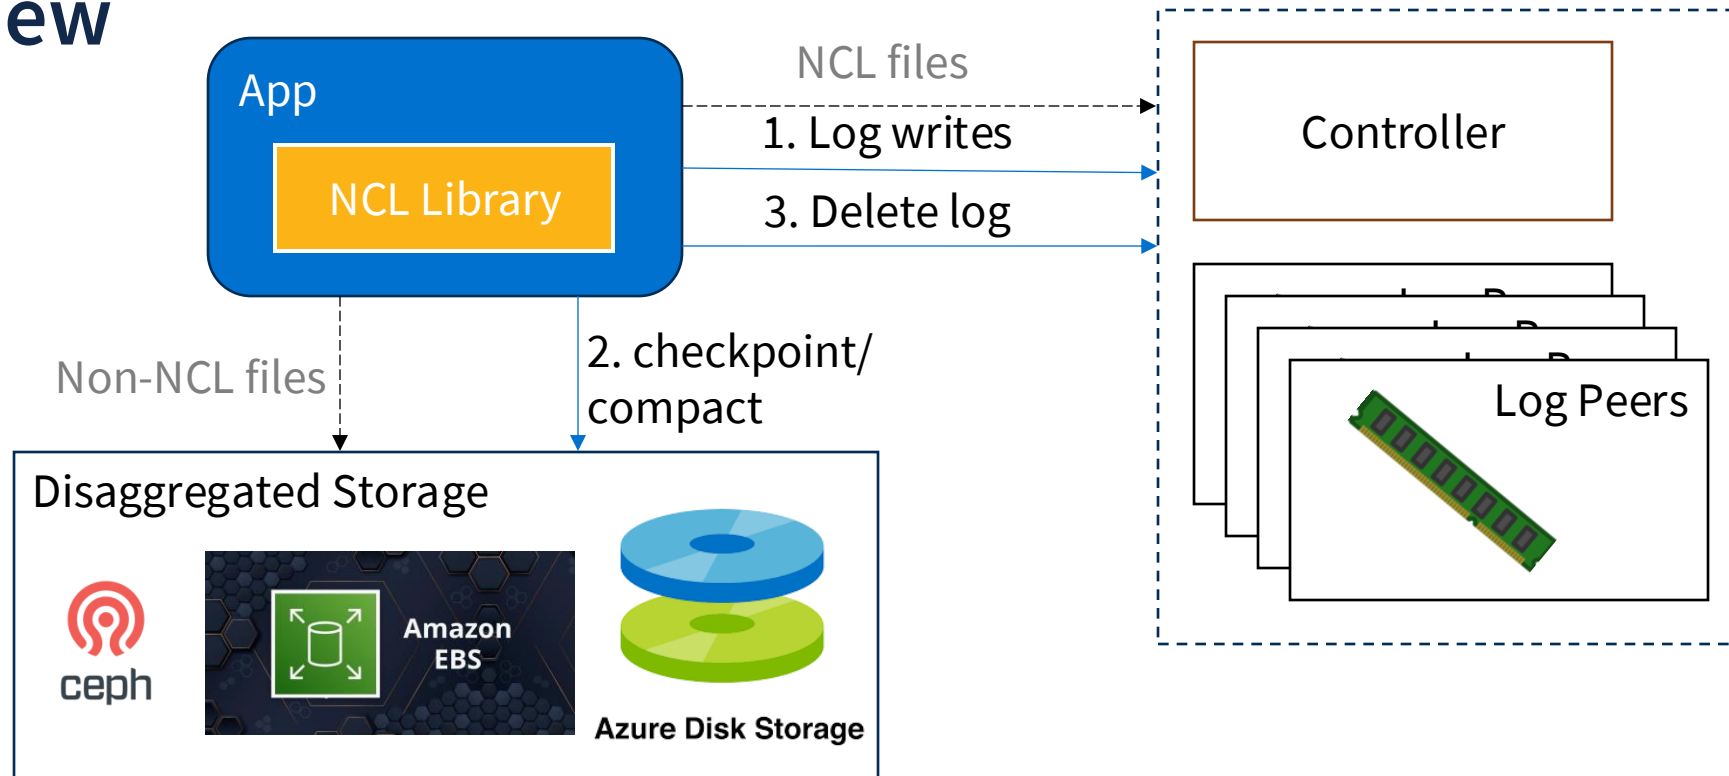 ew
App
NCL Library
NCL files
1. Log writes
3. Delete log
Controller
Log Peers
Non-NCL files
2. checkpoint/
compact
Disaggregated Storage
ceph
Amazon
EBS
Azure Disk Storage